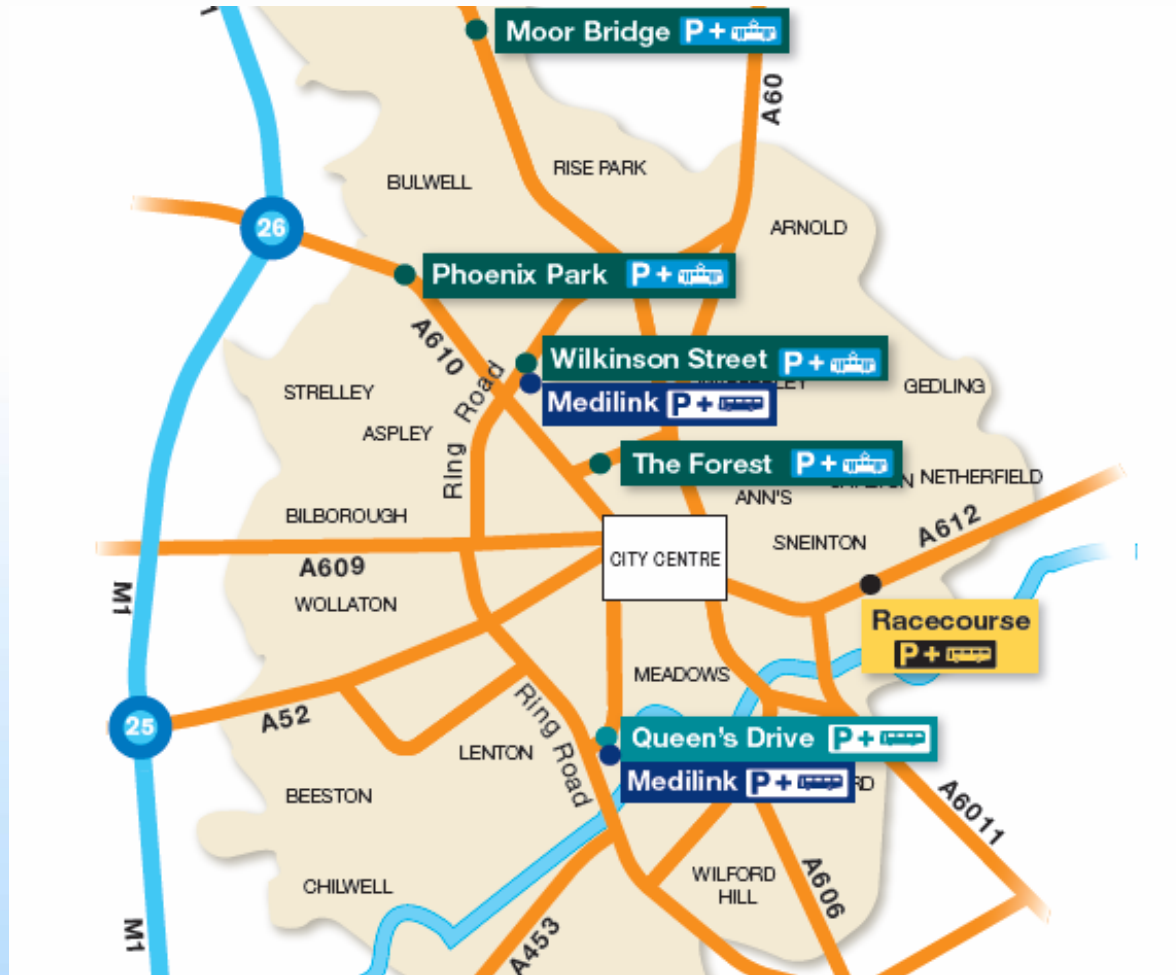 Moor Bridge P+
A60
RISE PARK
BULWELL
ARNOLD
26
Phoenix Park P+
A610
Wilkinson Street P+
Ring Road
STRELLEY
GEDLING
Medilink P+
ASPLEY
The Forest P+
NETHERFIELD
ANN'S
BILBOROUGH
A612
SNEINTON
CITY CENTRE
A609
M1
WOLLATON
Racecourse
P+
MEADOWS
A52
25
Ring Road
Queen's Drive P+
LENTON
Medilink P+
BEESTON
A6011
WILFORD
HILL
A606
CHILWELL
M1
A453